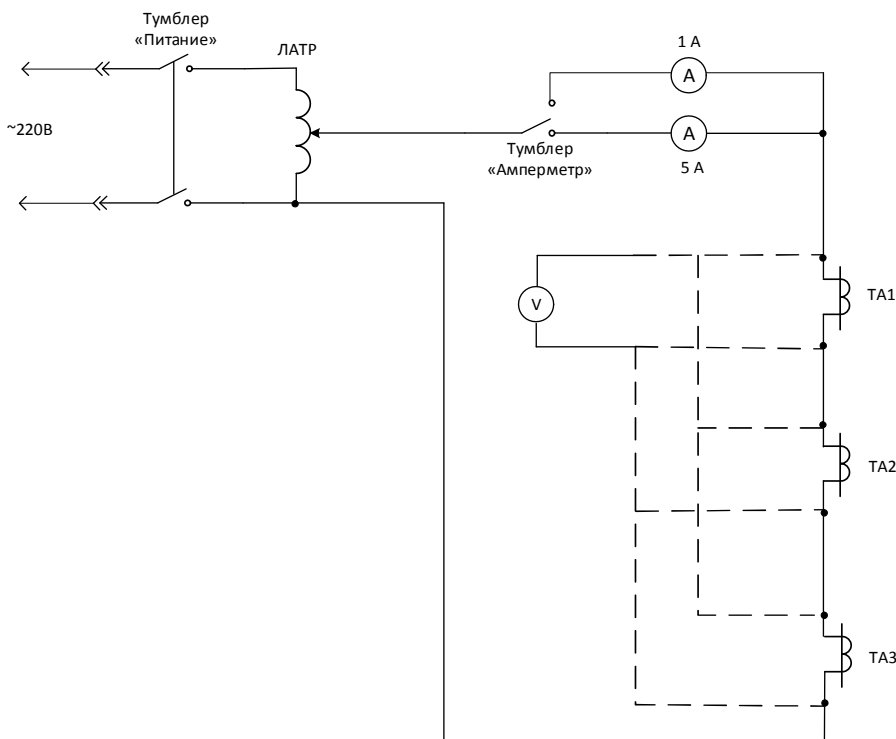 Тумблер
«Питание»
ЛАТР
~220В
1 А
А
Тумблер
«Амперметр»
А
5 А
V
ТА1
ТА2
ТА3